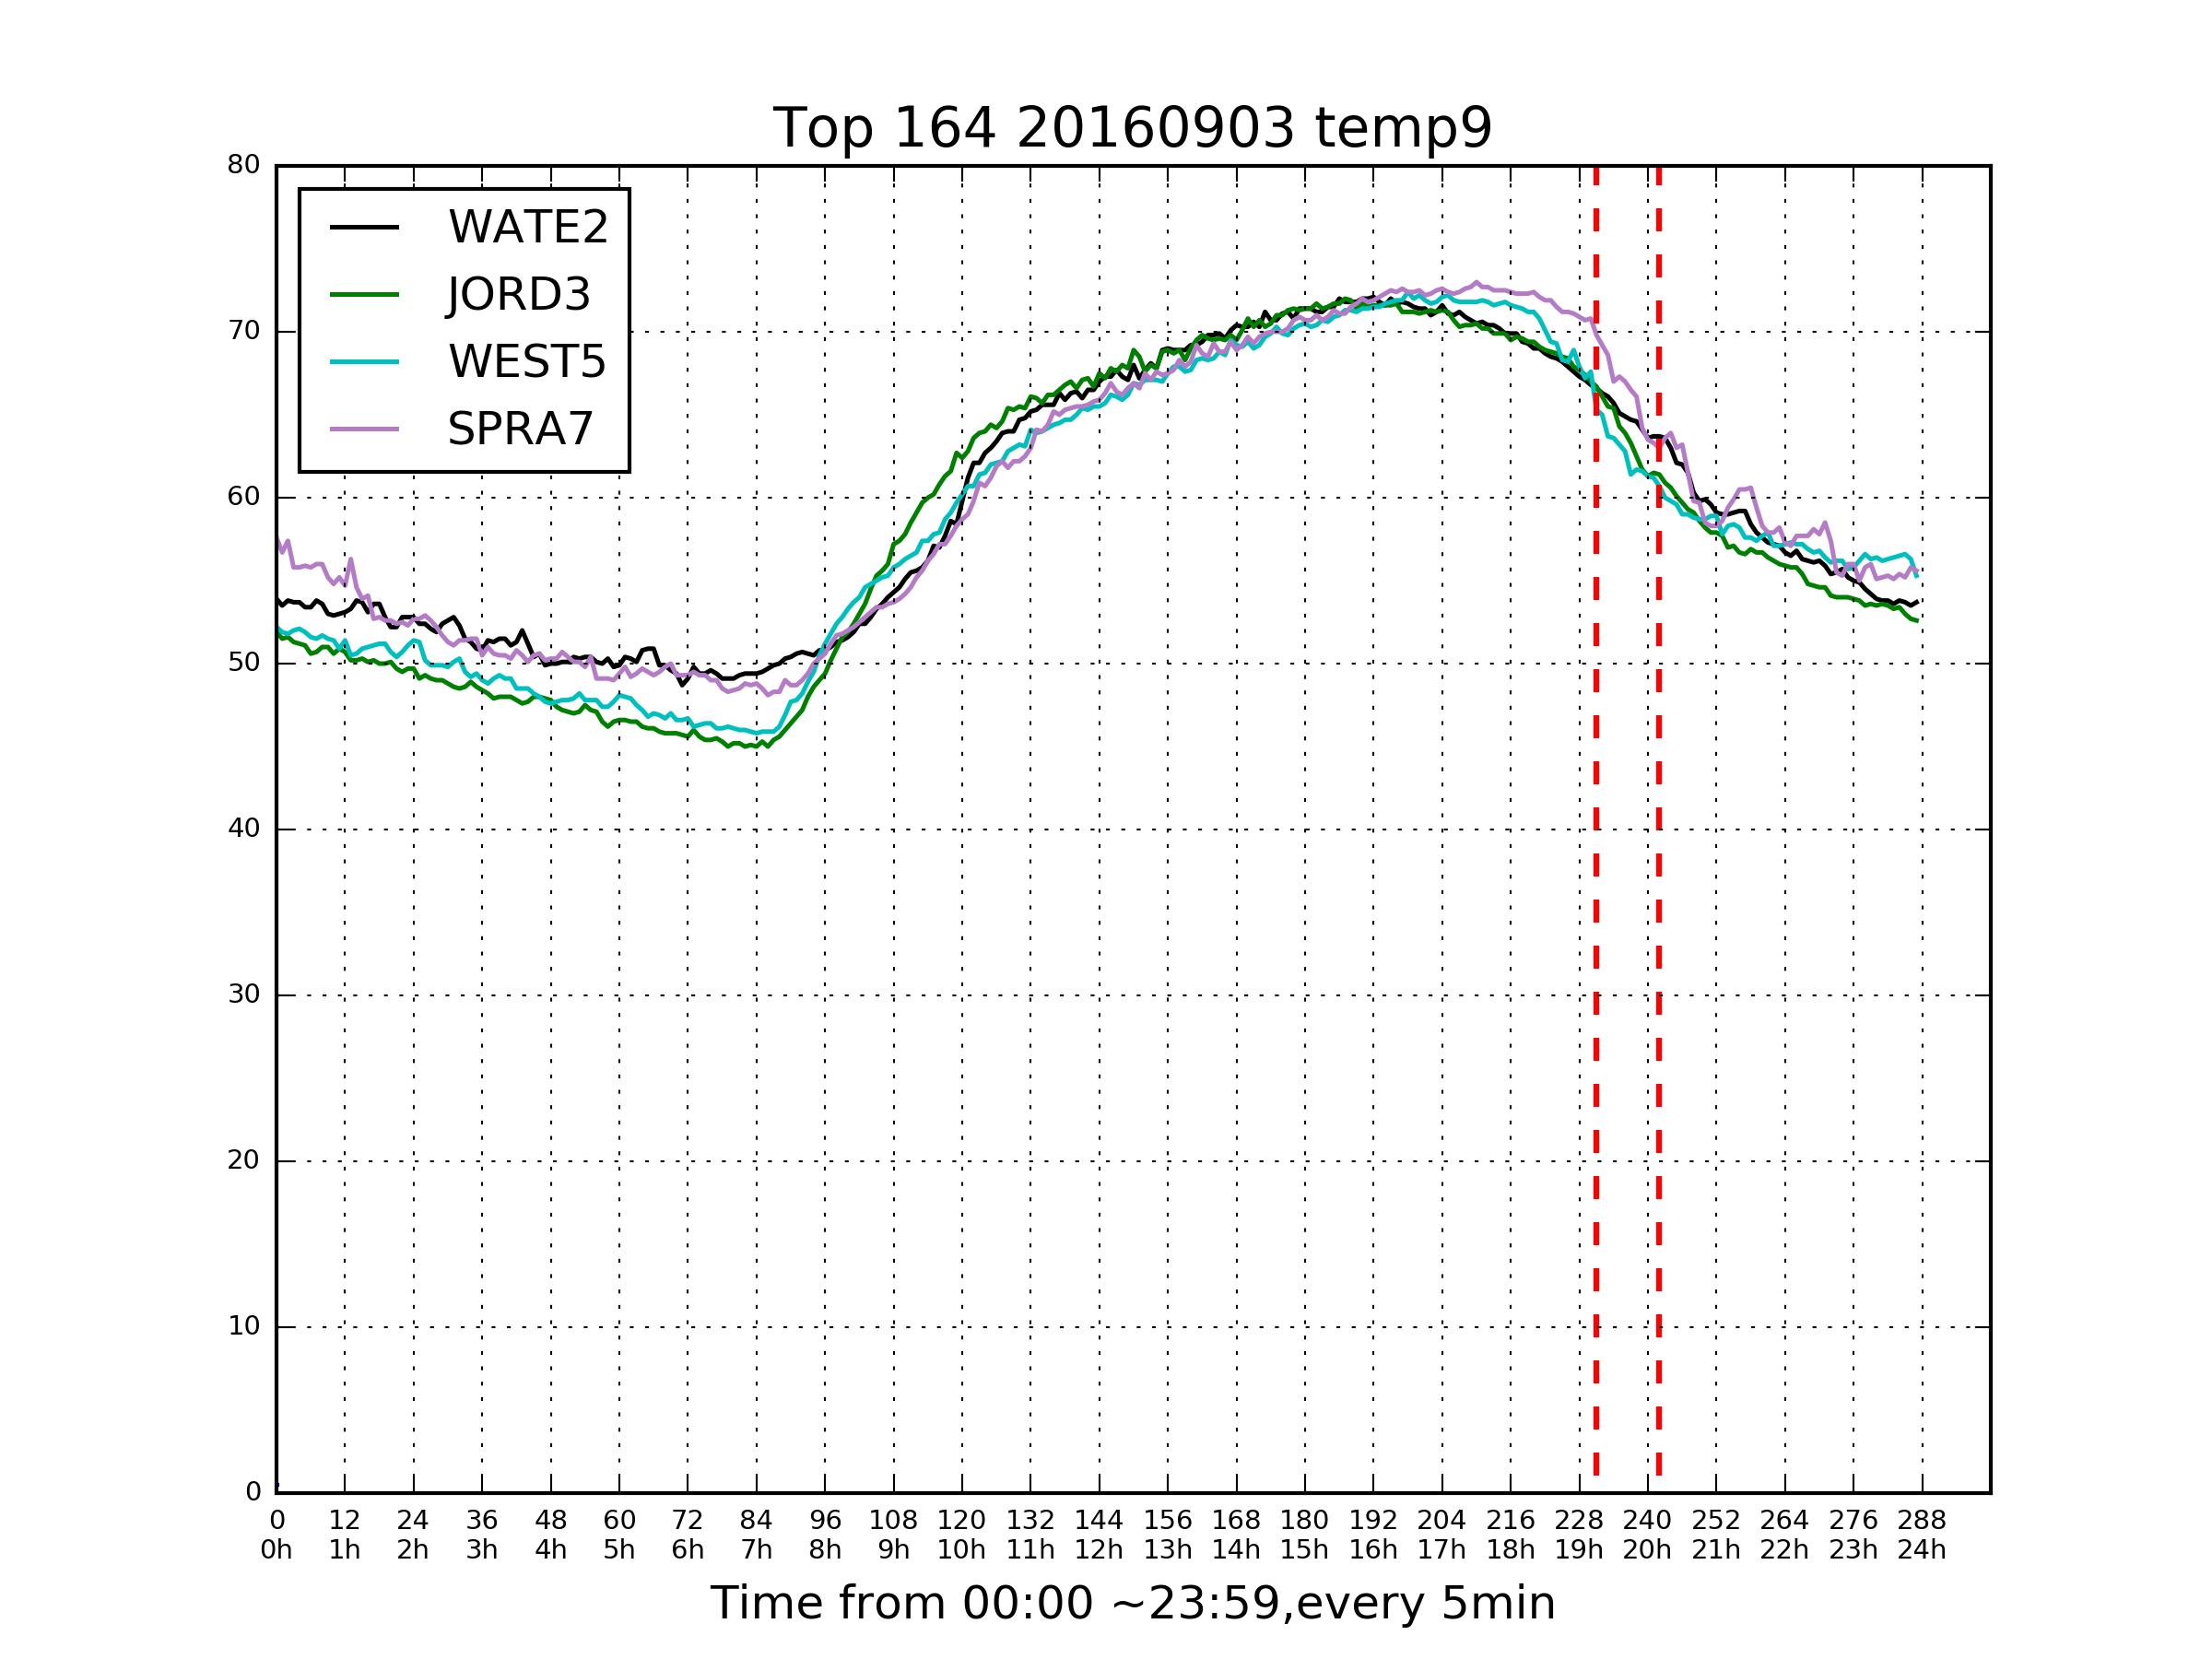 Top 164 20160903 temp9
80
70
60
50
40
30
20
10
0
WATE2
JORD3
WEST5
SPRA7
0 12 24 36 48 60 72 84 96 108 120 132 144 156 168 180 192 204 216 228 240 252 264 276 288
0h 1h 2h 3h 4h 5h 6h 7h 8h 9h 10h 11h 12h 13h 14h 15h 16h 17h 18h 19h 20h 21h 22h 23h 24h
Time from 00:00 ~23:59,every 5min